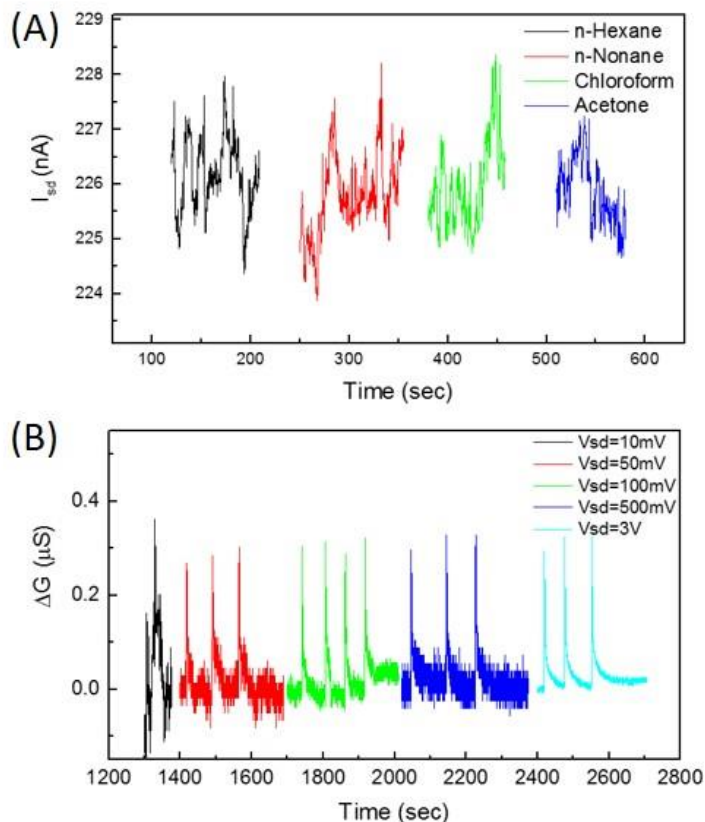 (A)
229
228
227
226
225
224
I_sd (nA)
n-Hexane
n-Nonane
Chloroform
Acetone
100 200 300 400 500 600
Time (sec)
(B)
0.4
0.2
0.0
ΔG (µS)
Vsd=10mV
Vsd=50mV
Vsd=100mV
Vsd=500mV
Vsd=3V
1200 1400 1600 1800 2000 2200 2400 2600 2800
Time (sec)